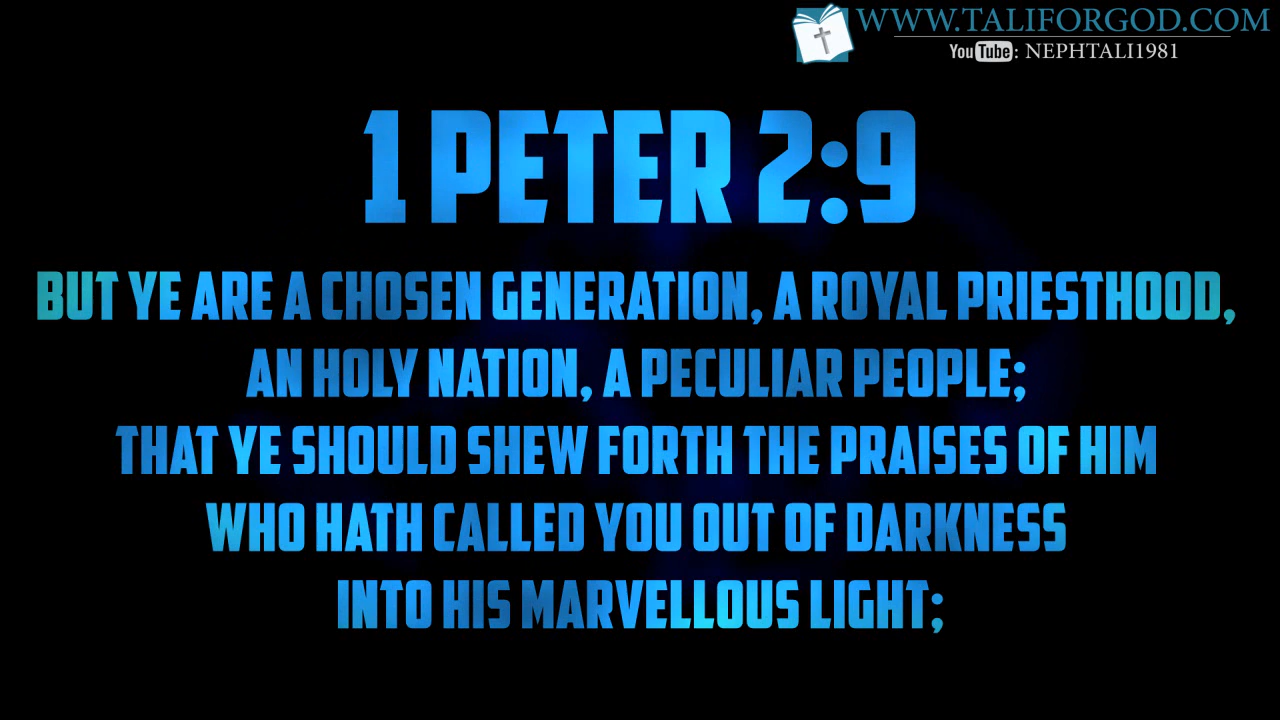 WWW.TALIFORGOD.COM
YouTube: NEPHTALI1981
1 PETER 2:9
BUT YE ARE A CHOSEN GENERATION, A ROYAL PRIESTHOOD,
AN HOLY NATION, A PECULIAR PEOPLE;
THAT YE SHOULD SHEW FORTH THE PRAISES OF HIM
WHO HATH CALLED YOU OUT OF DARKNESS
INTO HIS MARVELLOUS LIGHT;